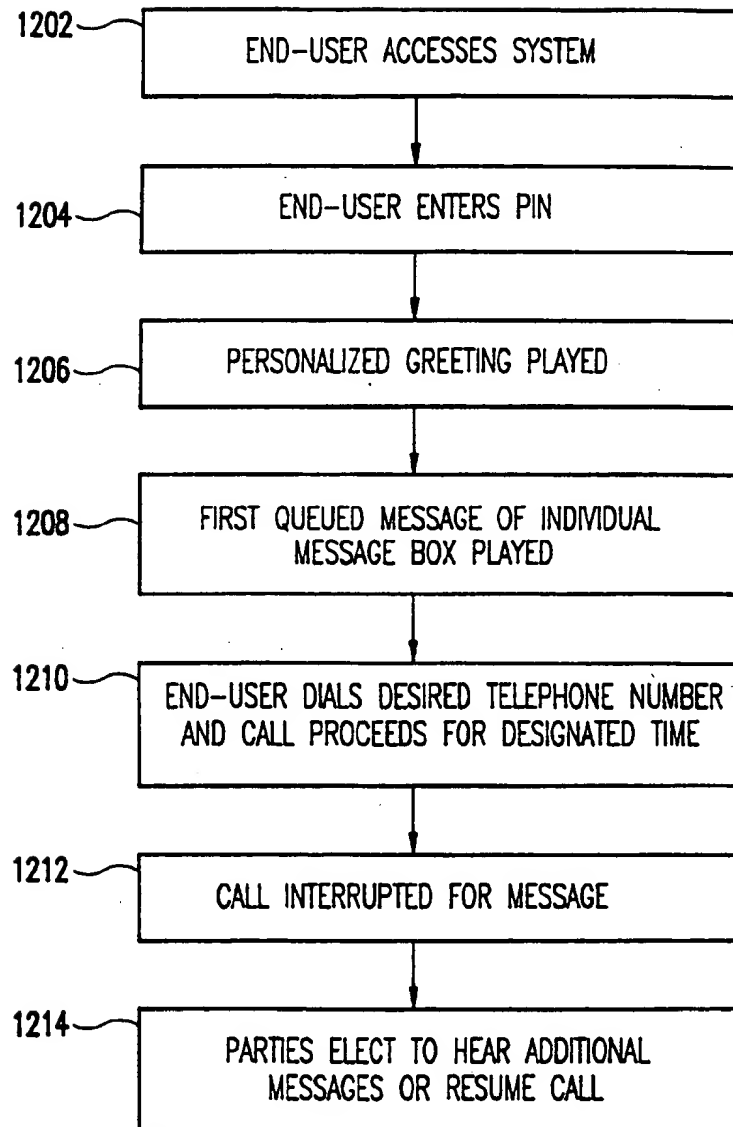 1202
END-USER ACCESSES SYSTEM
1204
END-USER ENTERS PIN
1206
PERSONALIZED GREETING PLAYED
1208
FIRST QUEUED MESSAGE OF INDIVIDUAL
MESSAGE BOX PLAYED
1210
END-USER DIALS DESIRED TELEPHONE NUMBER
AND CALL PROCEEDS FOR DESIGNATED TIME
1212
CALL INTERRUPTED FOR MESSAGE
1214
PARTIES ELECT TO HEAR ADDITIONAL
MESSAGES OR RESUME CALL